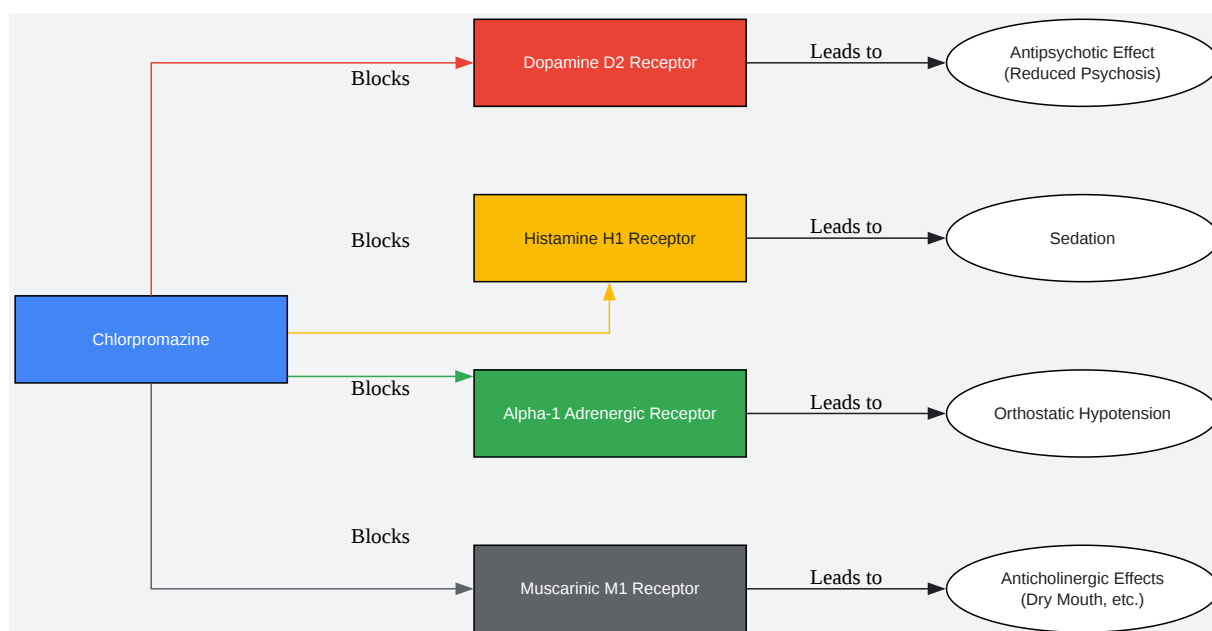 Blocks
Dopamine D2 Receptor
Leads to
Antipsychotic Effect
(Reduced Psychosis)
Blocks
Histamine H1 Receptor
Leads to
Sedation
Chlorpromazine
Blocks
Alpha-1 Adrenergic Receptor
Leads to
Orthostatic Hypotension
Blocks
Muscarinic M1 Receptor
Leads to
Anticholinergic Effects
(Dry Mouth, etc.)